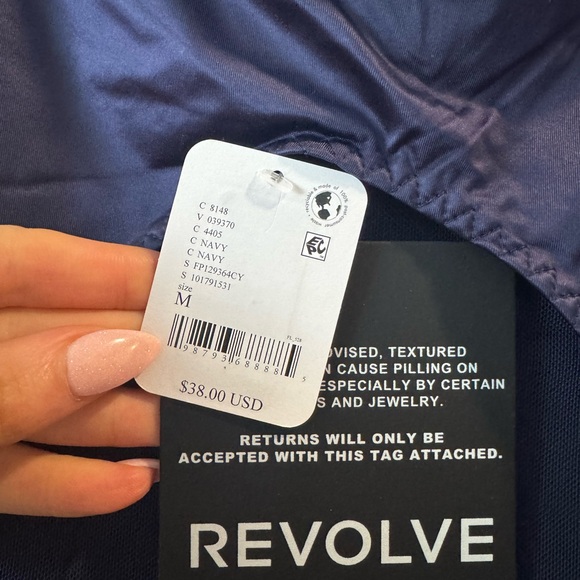 C 8148
V 039370
C 4405
C NAVY
C NAVY
S FP129364CY
S 101791531
size
M
$38.00 USD
OVISED, TEXTURED
CAUSE PILLING ON
ESPECIALLY BY CERTAIN
S AND JEWELRY.
RETURNS WILL ONLY BE
ACCEPTED WITH THIS TAG ATTACHED.
REVOLVE